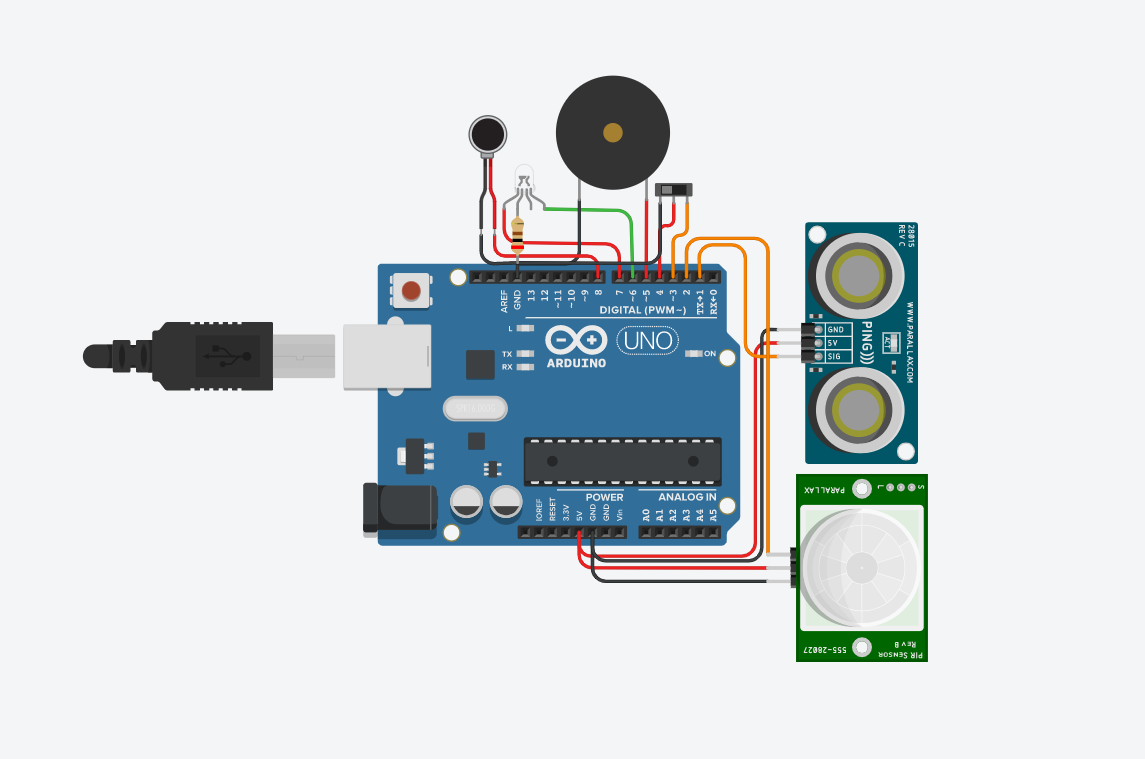 AREF
GND
13
12
~11
~10
~9
8
7
~6
~5
4
~3
2
TX→1
RX←0
DIGITAL (PWM~)
L
TX
RX
ARDUINO
UNO
ON
IOREF
RESET
3.3V
5V
GND
GND
Vin
POWER
ANALOG IN
A0
A1
A2
A3
A4
A5
28015
REV C
PING)))
WWW.PARALLAX.COM
GND
5V
SIG
ACT
PARALLAX
L
S
555-28027
PIR SENSOR
REV B